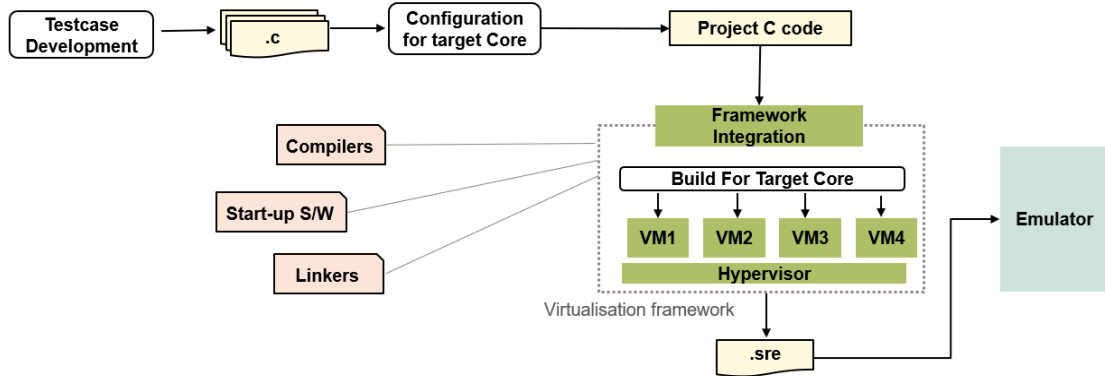 Testcase
Development
.c
Configuration
for target Core
Project C code
Framework
Integration
Compilers
Build For Target Core
Start-up S/W
VM1
VM2
VM3
VM4
Emulator
Linkers
Hypervisor
Virtualisation framework
.sre